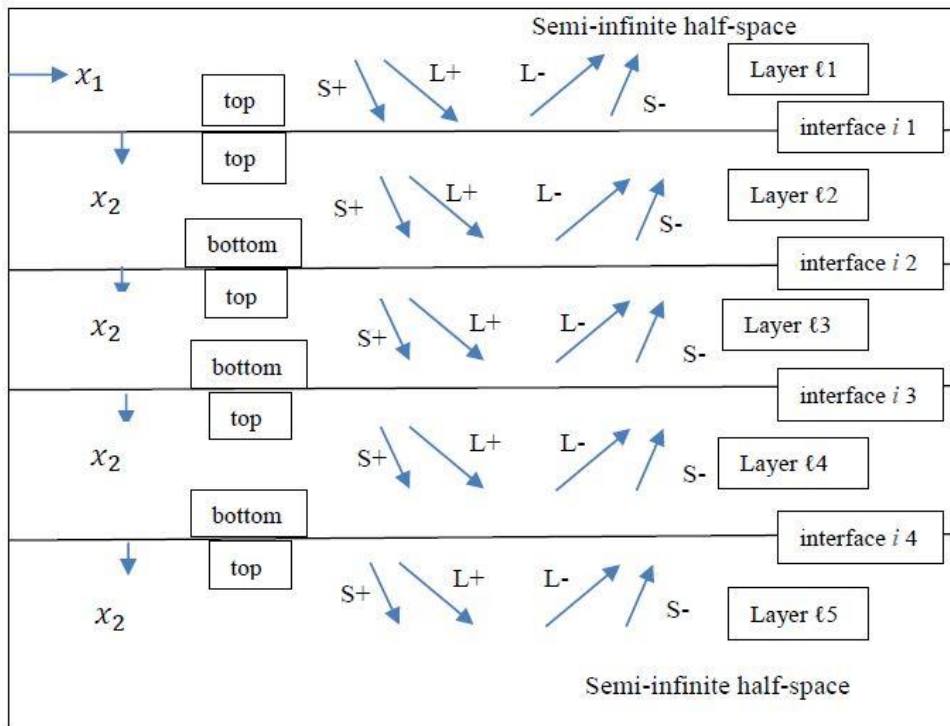 Semi-infinite half-space
x₁
top
S+
L+
L-
S-
Layer ℓ1
interface i 1
top
x₂
S+
L+
L-
S-
Layer ℓ2
bottom
interface i 2
top
x₂
S+
L+
L-
S-
Layer ℓ3
bottom
interface i 3
top
x₂
S+
L+
L-
S-
Layer ℓ4
bottom
interface i 4
top
x₂
S+
L+
L-
S-
Layer ℓ5
Semi-infinite half-space